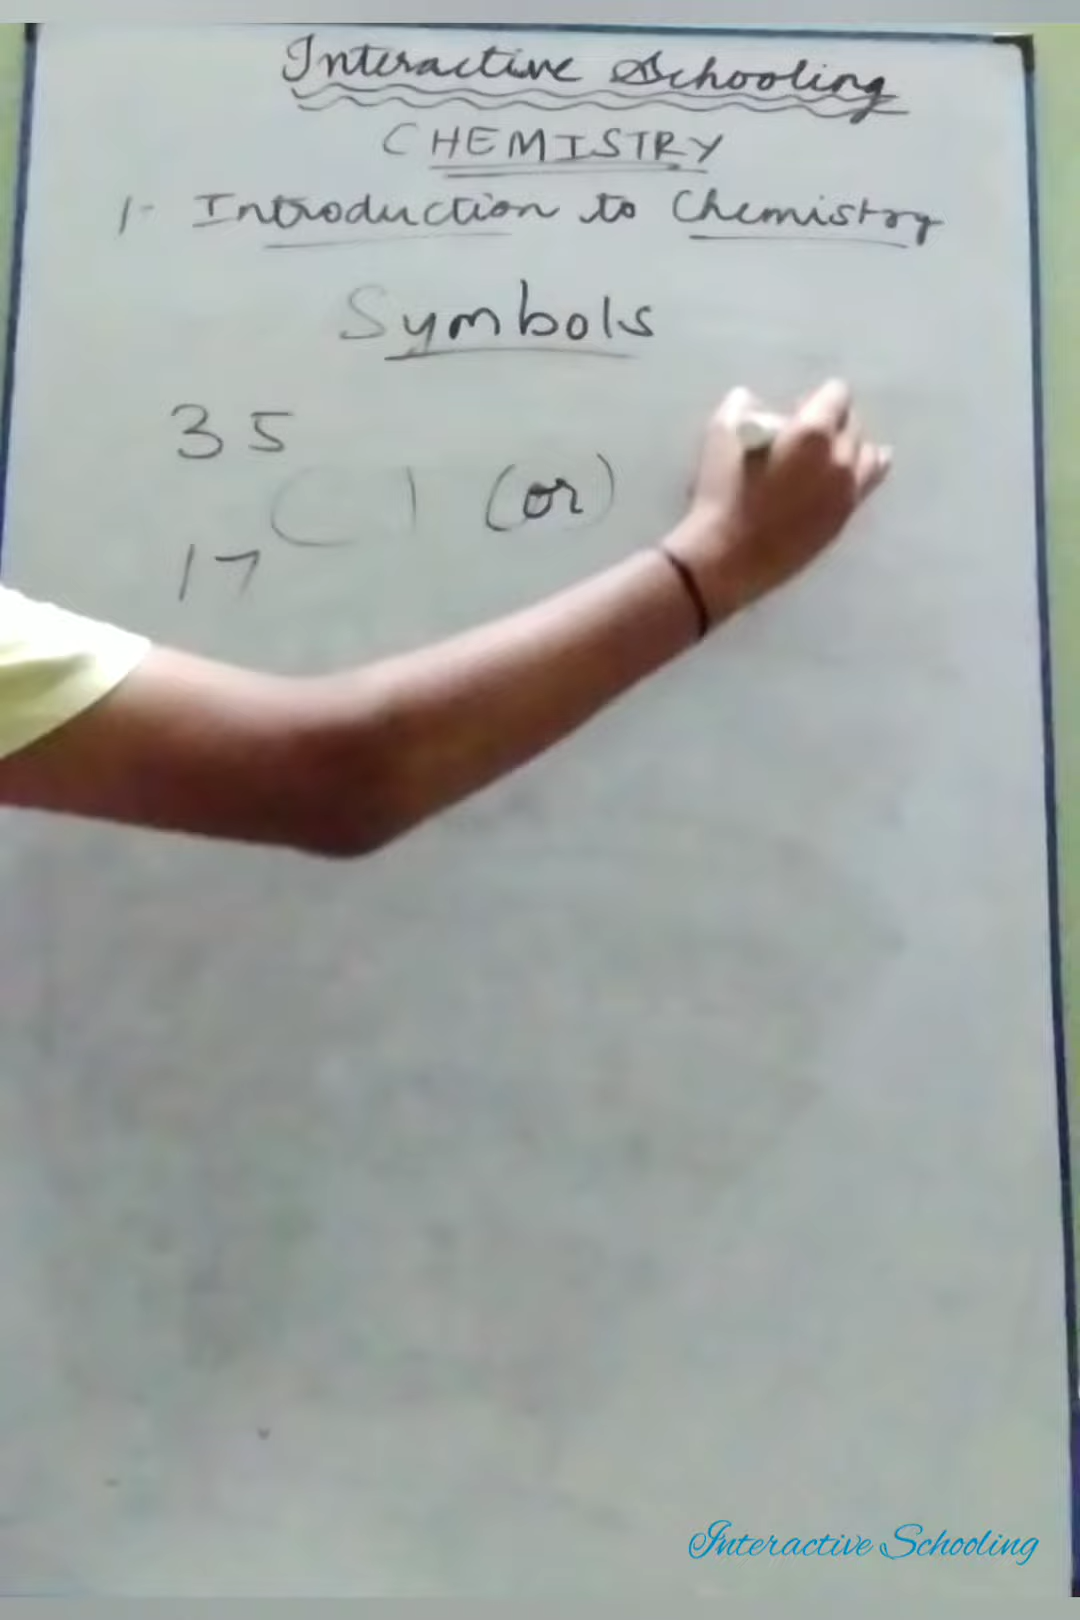 Interactive Schooling
CHEMISTRY
1- Introduction to Chemistry
Symbols
35
Cl (or)
17
Interactive Schooling